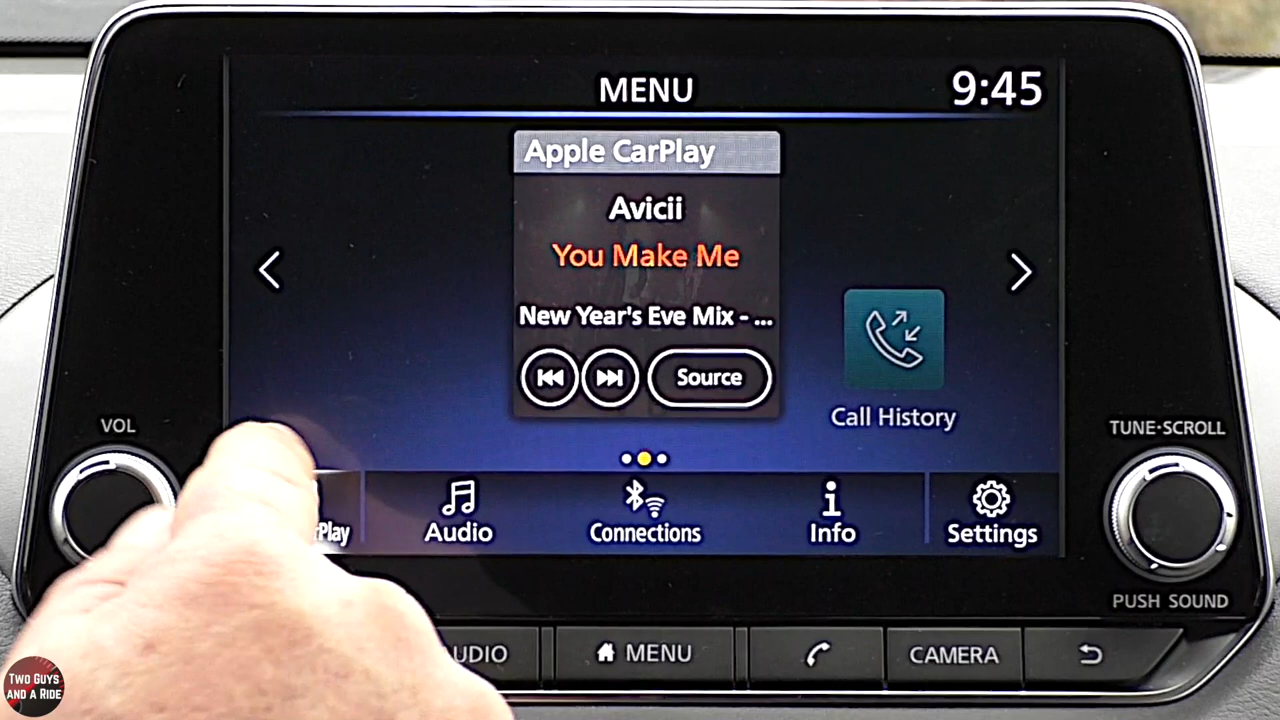 MENU
9:45
Apple CarPlay
Avicii
You Make Me
New Year's Eve Mix - ...
Source
Call History
VOL
TUNE·SCROLL
Play
Audio
Connections
Info
Settings
PUSH SOUND
UDIO
MENU
CAMERA
TWO GUYS
AND A RIDE